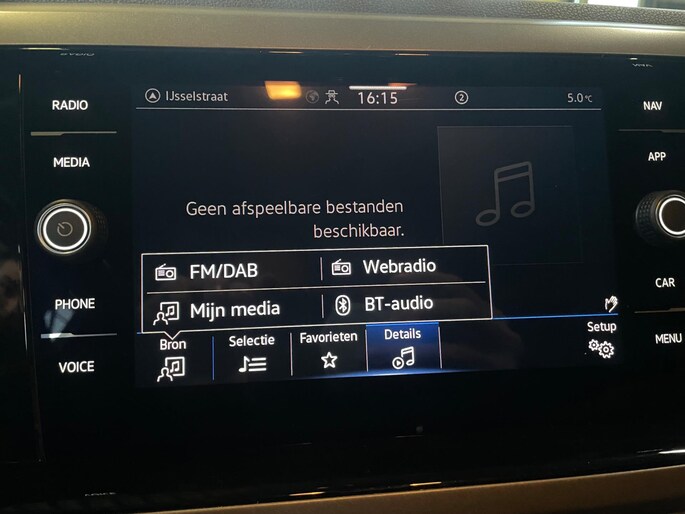 RADIO
MEDIA
PHONE
VOICE
IJsselstraat
16:15
2
5.0°C
Geen afspeelbare bestanden
beschikbaar.
FM/DAB
Webradio
Mijn media
BT-audio
Bron
Selectie
Favorieten
Details
Setup
NAV
APP
CAR
MENU